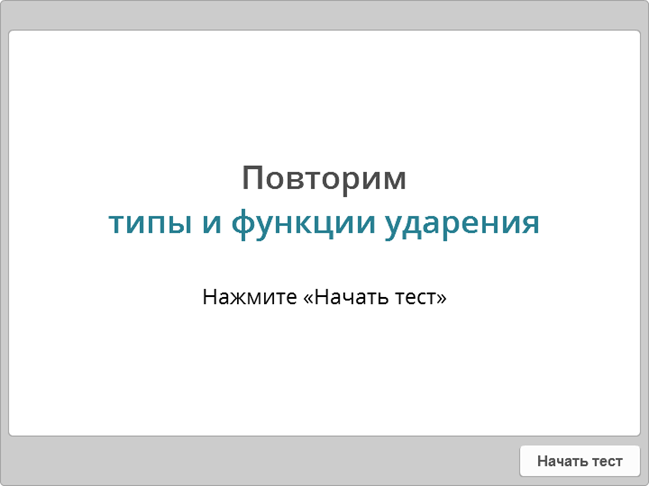 Повторим
типы и функции ударения
Нажмите «Начать тест»
Начать тест